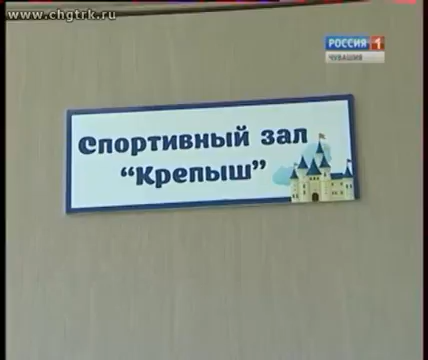 www.chgtrk.ru
РОССИЯ 1
ЧУВАШИЯ
Спортивный зал
“Крепыш”